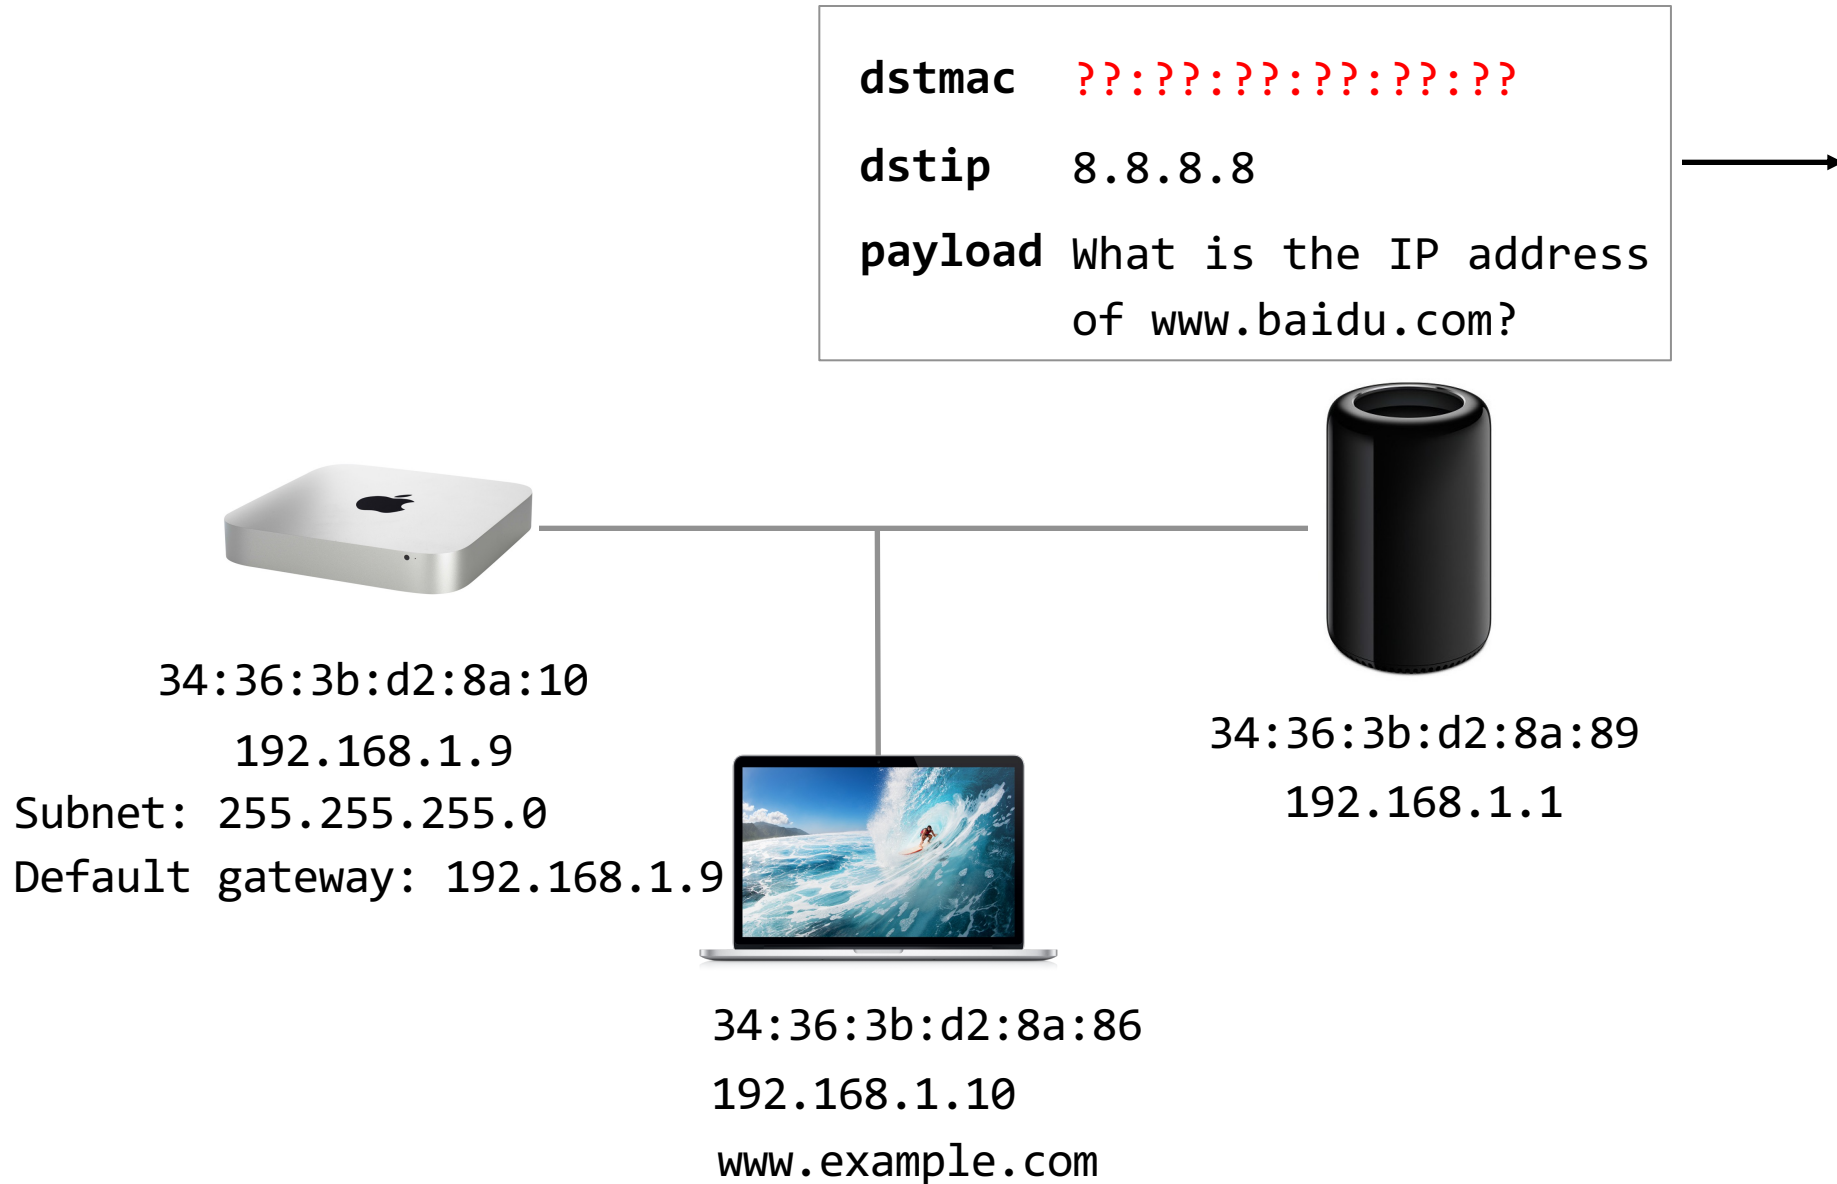 dstmac ??:??:??:??:??:??
dstip 8.8.8.8
payload What is the IP address
of www.baidu.com?
34:36:3b:d2:8a:10
192.168.1.9
Subnet: 255.255.255.0
Default gateway: 192.168.1.9
34:36:3b:d2:8a:89
192.168.1.1
34:36:3b:d2:8a:86
192.168.1.10
www.example.com